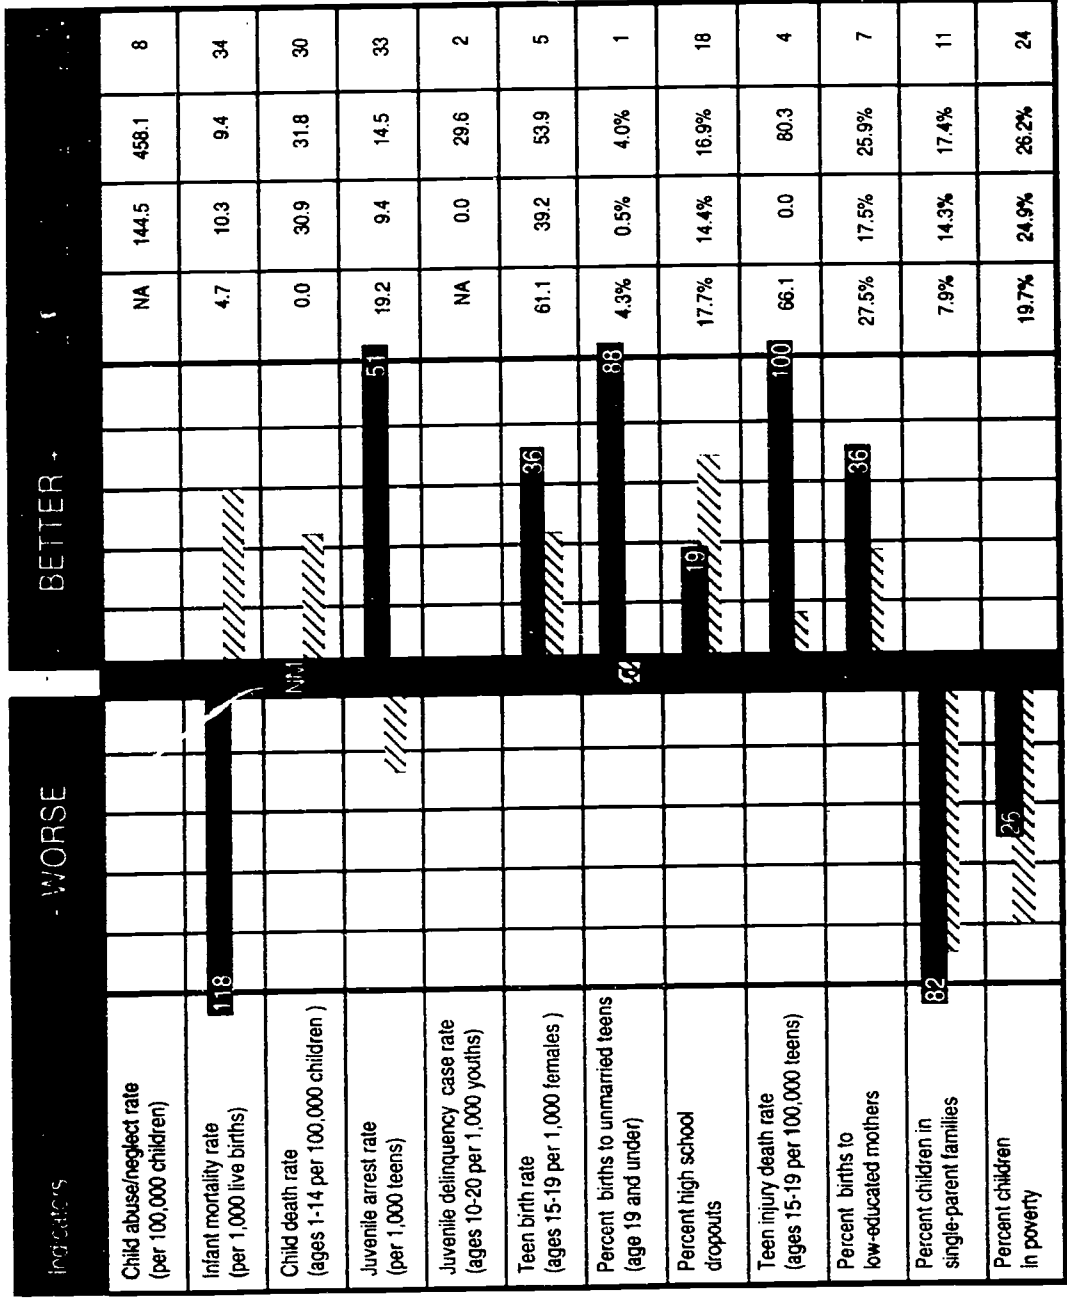 Indicators - WORSE BETTER +
Child abuse/neglect rate
(per 100,000 children)
NA 144.5 458.1 8
Infant mortality rate
(per 1,000 live births)
118 4.7 10.3 9.4 34
Child death rate
(ages 1-14 per 100,000 children )
NM 0.0 30.9 31.8 30
Juvenile arrest rate
(per 1,000 teens)
51 19.2 9.4 14.5 33
Juvenile delinquency case rate
(ages 10-20 per 1,000 youths)
NA 0.0 29.6 2
Teen birth rate
(ages 15-19 per 1,000 females )
36 61.1 39.2 53.9 5
Percent births to unmarried teens
(age 19 and under)
88 4.3% 0.5% 4.0% 1
Percent high school
dropouts
19 17.7% 14.4% 16.9% 18
Teen injury death rate
(ages 15-19 per 100,000 teens)
100 66.1 0.0 80.3 4
Percent births to
low-educated mothers
36 27.5% 17.5% 25.9% 7
Percent children in
single-parent families
82 7.9% 14.3% 17.4% 11
Percent children
in poverty
26 19.7% 24.9% 26.2% 24